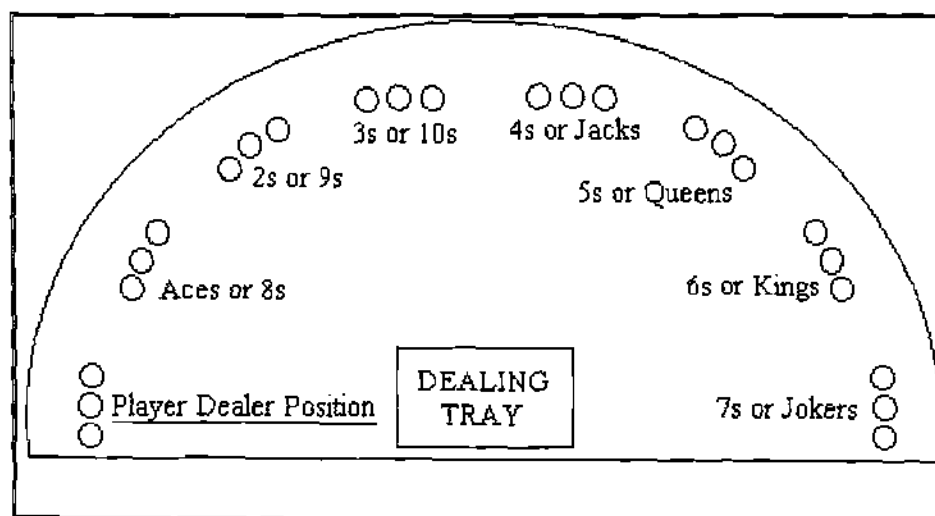 3s or 10s
4s or Jacks
2s or 9s
5s or Queens
Aces or 8s
6s or Kings
Player Dealer Position
DEALING
TRAY
7s or Jokers